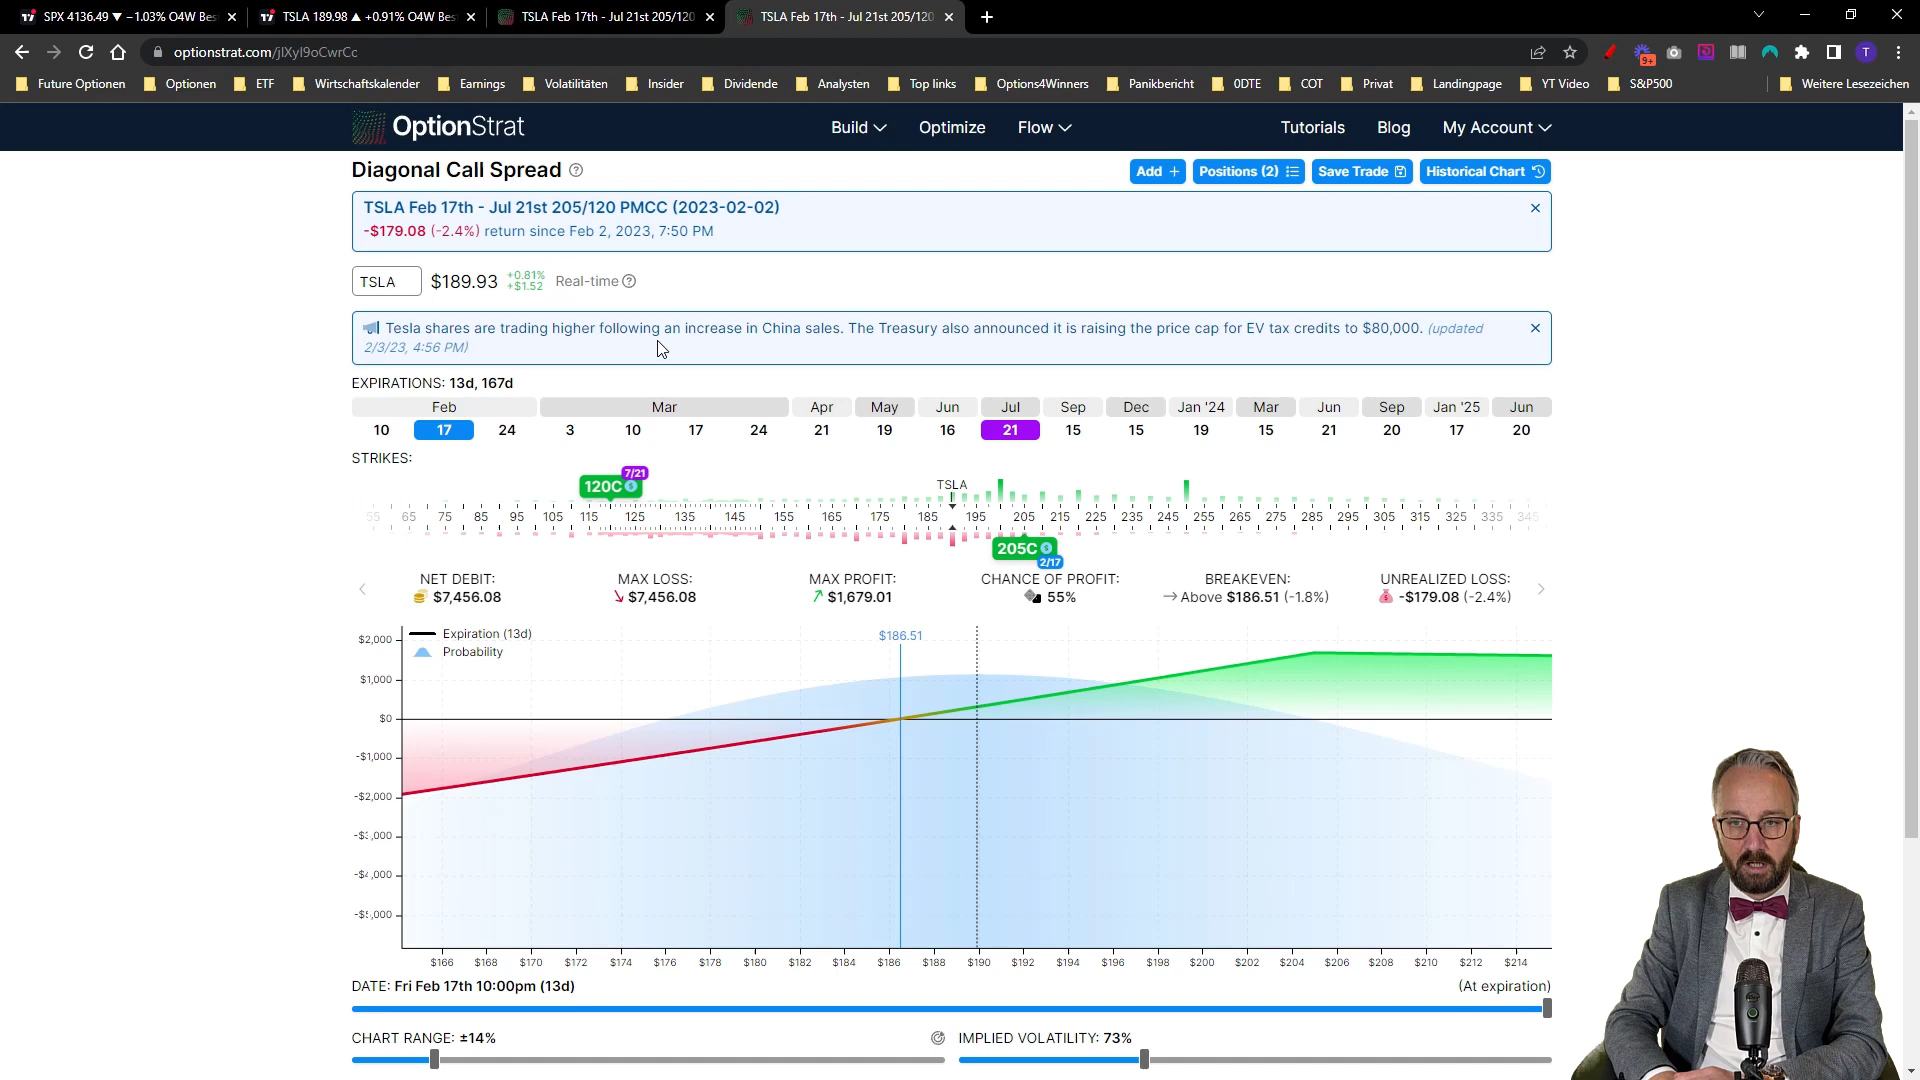 SPX 4136.49 ▼ −1.03% O4W Bes
TSLA 189.98 ▲ +0.91% O4W Bes
TSLA Feb 17th - Jul 21st 205/120
TSLA Feb 17th - Jul 21st 205/120
optionstrat.com/jlXyl9oCwrCc
9+
T
Future Optionen
Optionen
ETF
Wirtschaftskalender
Earnings
Volatilitäten
Insider
Dividende
Analysten
Top links
Options4Winners
Panikbericht
0DTE
COT
Privat
Landingpage
YT Video
S&P500
Weitere Lesezeichen
OptionStrat
Build
Optimize
Flow
Tutorials
Blog
My Account
Diagonal Call Spread
Add +
Positions (2)
Save Trade
Historical Chart
TSLA Feb 17th - Jul 21st 205/120 PMCC (2023-02-02)
-$179.08 (-2.4%) return since Feb 2, 2023, 7:50 PM
TSLA
$189.93
+0.81%
+$1.52
Real-time
Tesla shares are trading higher following an increase in China sales. The Treasury also announced it is raising the price cap for EV tax credits to $80,000. (updated
2/3/23, 4:56 PM)
EXPIRATIONS: 13d, 167d
Feb Mar Apr May Jun Jul Sep Dec Jan '24 Mar Jun Sep Jan '25 Jun
10 17 24 3 10 17 24 21 19 16 21 15 15 19 15 21 20 17 20
STRIKES:
7/21
120C
TSLA
55 65 75 85 95 105 115 125 135 145 155 165 175 185 195 205 215 225 235 245 255 265 275 285 295 305 315 325 335 345
205C
2/17
NET DEBIT:
$7,456.08
MAX LOSS:
$7,456.08
MAX PROFIT:
$1,679.01
CHANCE OF PROFIT:
55%
BREAKEVEN:
Above $186.51 (-1.8%)
UNREALIZED LOSS:
-$179.08 (-2.4%)
Expiration (13d)
Probability
$186.51
$2,000
$1,000
$0
-$1,000
-$2,000
-$3,000
-$4,000
-$5,000
$166 $168 $170 $172 $174 $176 $178 $180 $182 $184 $186 $188 $190 $192 $194 $196 $198 $200 $202 $204 $206 $208 $210 $212 $214
DATE: Fri Feb 17th 10:00pm (13d)
(At expiration)
CHART RANGE: ±14%
IMPLIED VOLATILITY: 73%